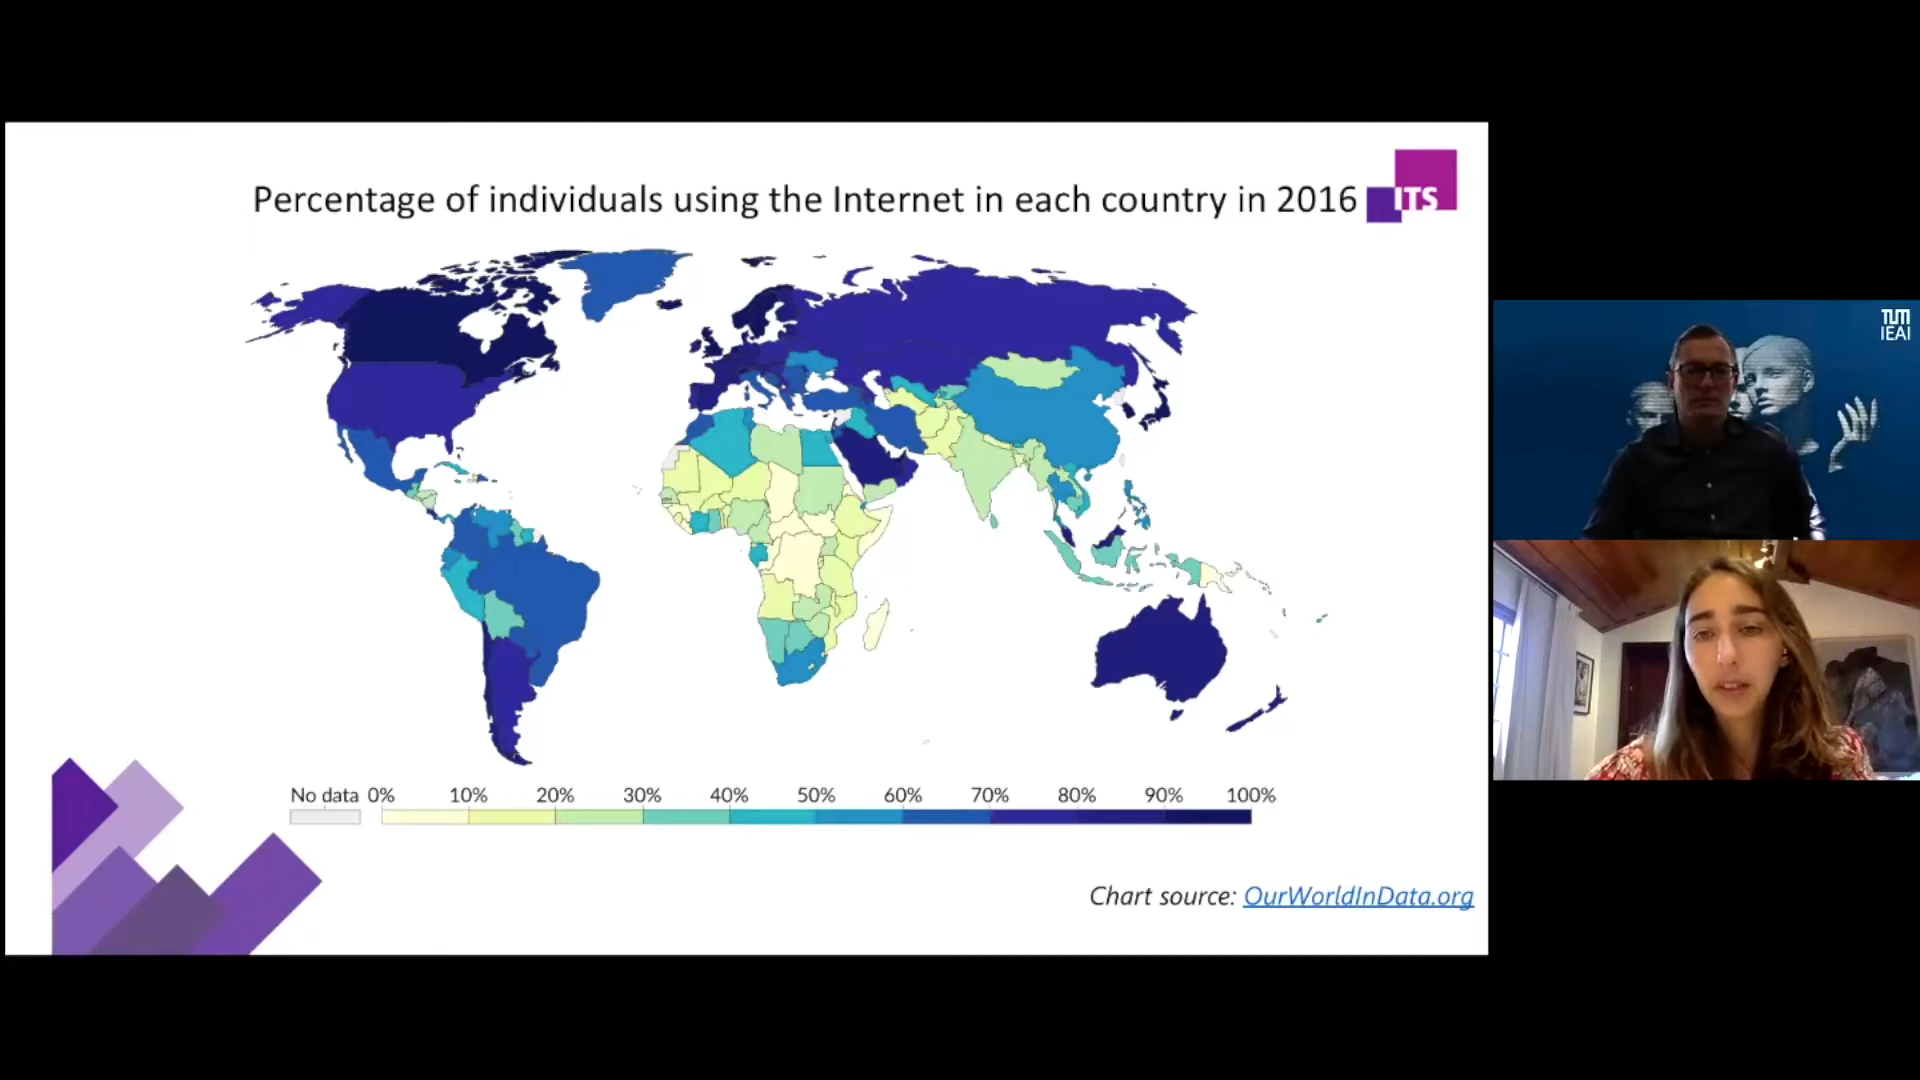 Percentage of individuals using the Internet in each country in 2016
ITS
No data 0% 10% 20% 30% 40% 50% 60% 70% 80% 90% 100%
Chart source: OurWorldInData.org
TUM
IEAI